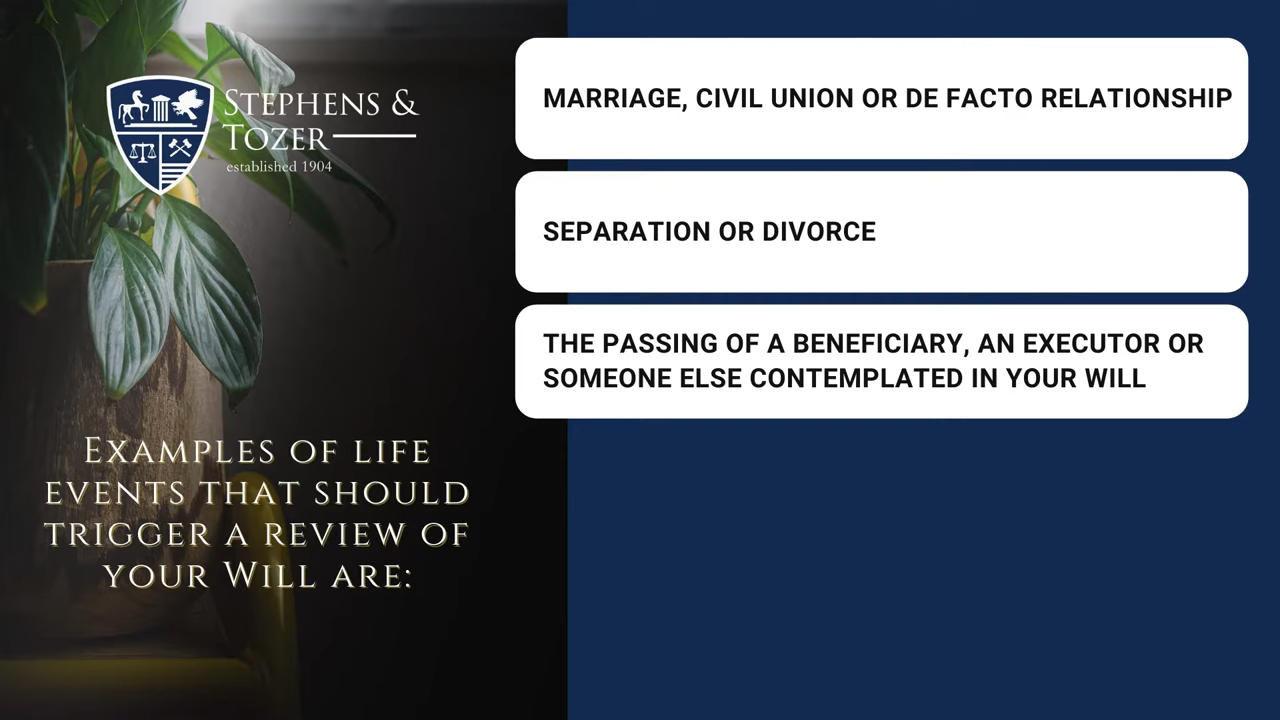 STEPHENS &
TOZER
established 1904
EXAMPLES OF LIFE
EVENTS THAT SHOULD
TRIGGER A REVIEW OF
YOUR WILL ARE:
MARRIAGE, CIVIL UNION OR DE FACTO RELATIONSHIP
SEPARATION OR DIVORCE
THE PASSING OF A BENEFICIARY, AN EXECUTOR OR
SOMEONE ELSE CONTEMPLATED IN YOUR WILL